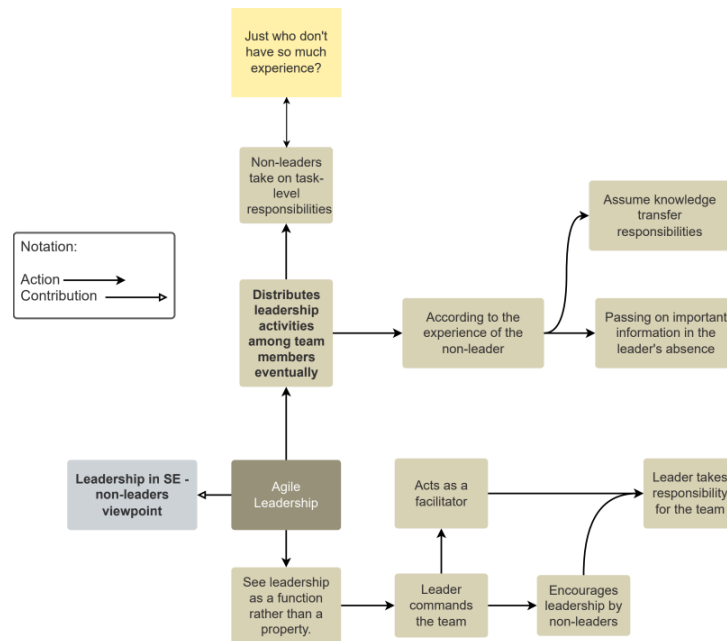 Just who don't
have so much
experience?
Non-leaders
take on task-
level
responsibilities
Assume knowledge
transfer
responsibilities
Notation:
Action
Contribution
Distributes
leadership
activities
among team
members
eventually
According to the
experience of the
non-leader
Passing on important
information in the
leader's absence
Leadership in SE -
non-leaders
viewpoint
Agile
Leadership
Acts as a
facilitator
Leader takes
responsibility
for the team
See leadership
as a function
rather than a
property.
Leader
commands
the team
Encourages
leadership by
non-leaders